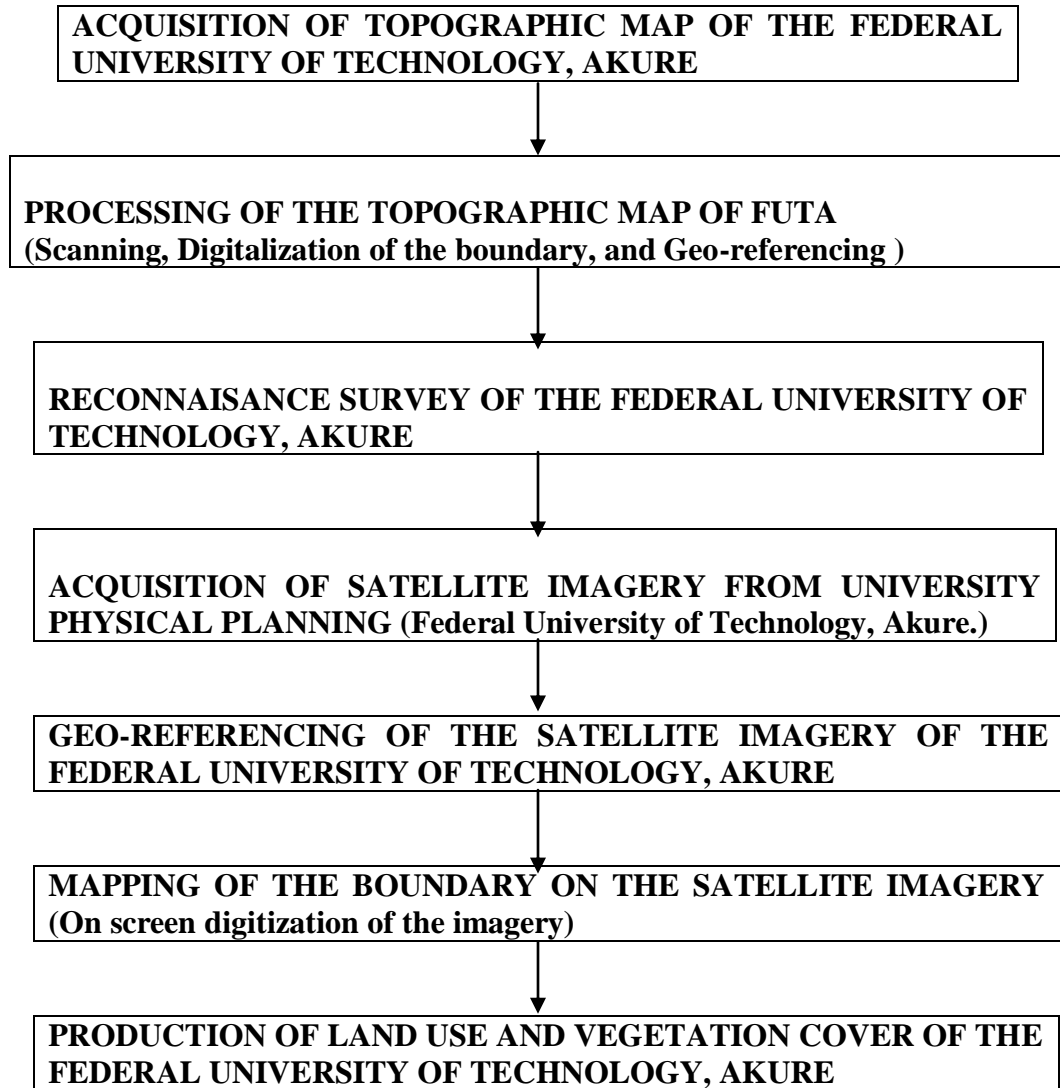 ACQUISITION OF TOPOGRAPHIC MAP OF THE FEDERAL
UNIVERSITY OF TECHNOLOGY, AKURE
PROCESSING OF THE TOPOGRAPHIC MAP OF FUTA
(Scanning, Digitalization of the boundary, and Geo-referencing )
RECONNAISANCE SURVEY OF THE FEDERAL UNIVERSITY OF
TECHNOLOGY, AKURE
ACQUISITION OF SATELLITE IMAGERY FROM UNIVERSITY
PHYSICAL PLANNING (Federal University of Technology, Akure.)
GEO-REFERENCING OF THE SATELLITE IMAGERY OF THE
FEDERAL UNIVERSITY OF TECHNOLOGY, AKURE
MAPPING OF THE BOUNDARY ON THE SATELLITE IMAGERY
(On screen digitization of the imagery)
PRODUCTION OF LAND USE AND VEGETATION COVER OF THE
FEDERAL UNIVERSITY OF TECHNOLOGY, AKURE